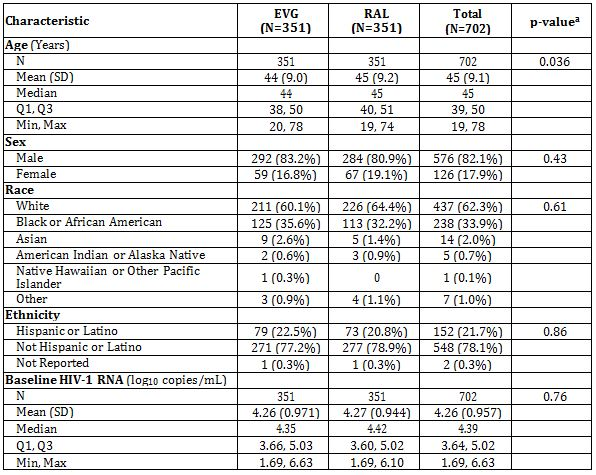 Characteristic EVG (N=351) RAL (N=351) Total (N=702) p-valueᵃ
Age (Years)
N 351 351 702 0.036
Mean (SD) 44 (9.0) 45 (9.2) 45 (9.1)
Median 44 45 45
Q1, Q3 38, 50 40, 51 39, 50
Min, Max 20, 78 19, 74 19, 78
Sex
Male 292 (83.2%) 284 (80.9%) 576 (82.1%) 0.43
Female 59 (16.8%) 67 (19.1%) 126 (17.9%)
Race
White 211 (60.1%) 226 (64.4%) 437 (62.3%) 0.61
Black or African American 125 (35.6%) 113 (32.2%) 238 (33.9%)
Asian 9 (2.6%) 5 (1.4%) 14 (2.0%)
American Indian or Alaska Native 2 (0.6%) 3 (0.9%) 5 (0.7%)
Native Hawaiian or Other Pacific
Islander 1 (0.3%) 0 1 (0.1%)
Other 3 (0.9%) 4 (1.1%) 7 (1.0%)
Ethnicity
Hispanic or Latino 79 (22.5%) 73 (20.8%) 152 (21.7%) 0.86
Not Hispanic or Latino 271 (77.2%) 277 (78.9%) 548 (78.1%)
Not Reported 1 (0.3%) 1 (0.3%) 2 (0.3%)
Baseline HIV-1 RNA (log₁₀ copies/mL)
N 351 351 702 0.76
Mean (SD) 4.26 (0.971) 4.27 (0.944) 4.26 (0.957)
Median 4.35 4.42 4.39
Q1, Q3 3.66, 5.03 3.60, 5.02 3.64, 5.02
Min, Max 1.69, 6.63 1.69, 6.10 1.69, 6.63